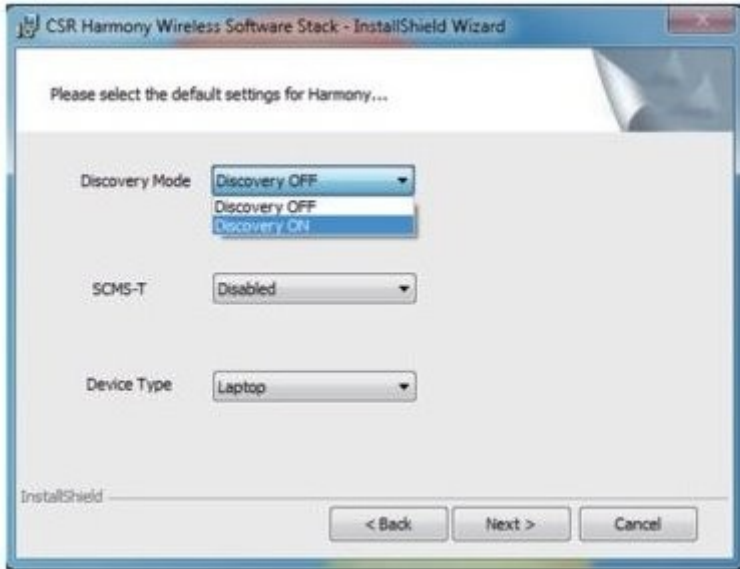 CSR Harmony Wireless Software Stack - InstallShield Wizard
Please select the default settings for Harmony...
Discovery Mode
Discovery OFF
Discovery OFF
Discovery ON
SCMS-T
Disabled
Device Type
Laptop
InstallShield
< Back
Next >
Cancel